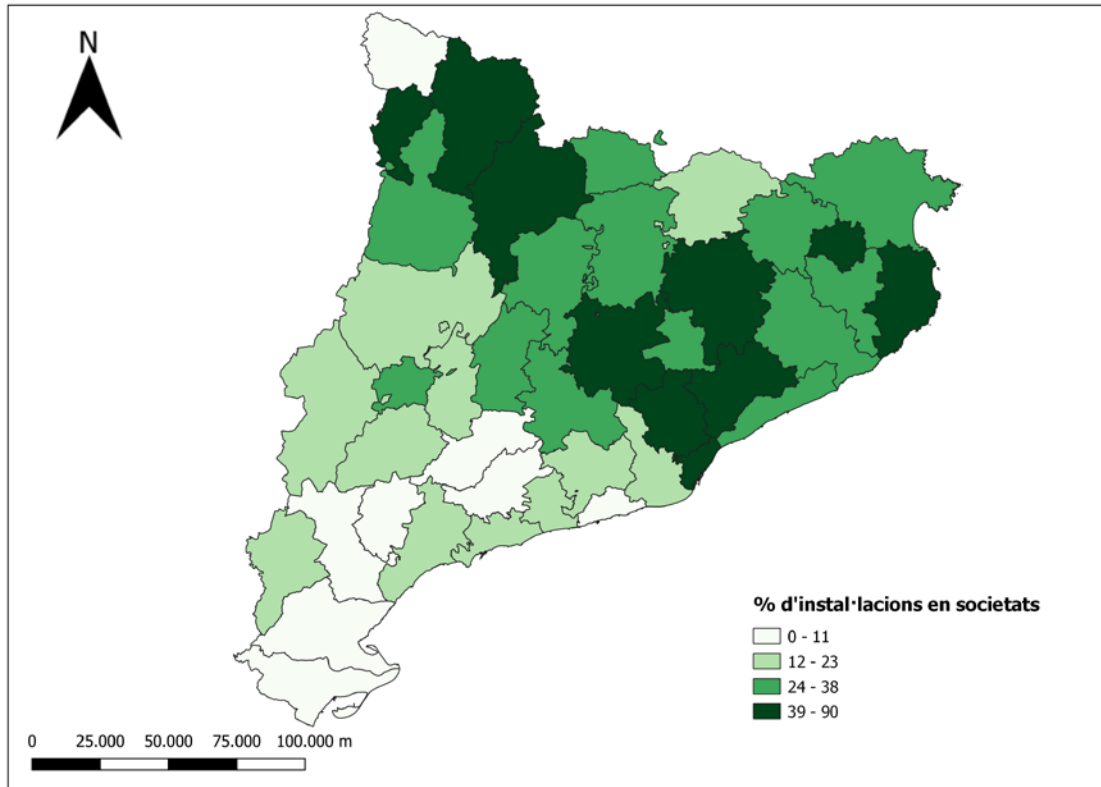 N
% d'instal·lacions en societats
0 - 11
12 - 23
24 - 38
39 - 90
0 25.000 50.000 75.000 100.000 m